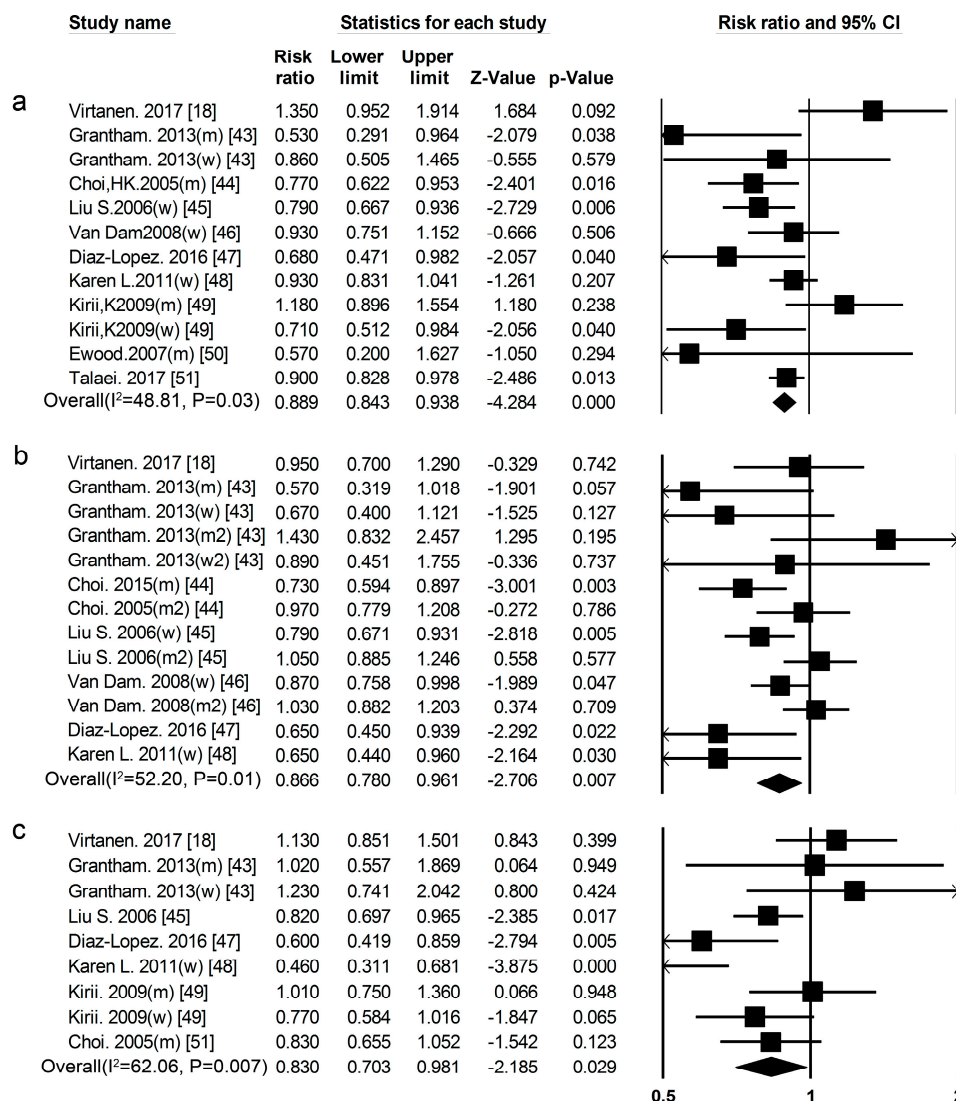 Study name Statistics for each study Risk ratio and 95% CI
Risk Lower Upper
ratio limit limit Z-Value p-Value
a
Virtanen. 2017 [18] 1.350 0.952 1.914 1.684 0.092
Grantham. 2013(m) [43] 0.530 0.291 0.964 -2.079 0.038
Grantham. 2013(w) [43] 0.860 0.505 1.465 -0.555 0.579
Choi,HK.2005(m) [44] 0.770 0.622 0.953 -2.401 0.016
Liu S.2006(w) [45] 0.790 0.667 0.936 -2.729 0.006
Van Dam2008(w) [46] 0.930 0.751 1.152 -0.666 0.506
Diaz-Lopez. 2016 [47] 0.680 0.471 0.982 -2.057 0.040
Karen L.2011(w) [48] 0.930 0.831 1.041 -1.261 0.207
Kirii,K2009(m) [49] 1.180 0.896 1.554 1.180 0.238
Kirii,K2009(w) [49] 0.710 0.512 0.984 -2.056 0.040
Ewood.2007(m) [50] 0.570 0.200 1.627 -1.050 0.294
Talaei. 2017 [51] 0.900 0.828 0.978 -2.486 0.013
Overall(I²=48.81, P=0.03) 0.889 0.843 0.938 -4.284 0.000
b
Virtanen. 2017 [18] 0.950 0.700 1.290 -0.329 0.742
Grantham. 2013(m) [43] 0.570 0.319 1.018 -1.901 0.057
Grantham. 2013(w) [43] 0.670 0.400 1.121 -1.525 0.127
Grantham. 2013(m2) [43] 1.430 0.832 2.457 1.295 0.195
Grantham. 2013(w2) [43] 0.890 0.451 1.755 -0.336 0.737
Choi. 2015(m) [44] 0.730 0.594 0.897 -3.001 0.003
Choi. 2005(m2) [44] 0.970 0.779 1.208 -0.272 0.786
Liu S. 2006(w) [45] 0.790 0.671 0.931 -2.818 0.005
Liu S. 2006(m2) [45] 1.050 0.885 1.246 0.558 0.577
Van Dam. 2008(w) [46] 0.870 0.758 0.998 -1.989 0.047
Van Dam. 2008(m2) [46] 1.030 0.882 1.203 0.374 0.709
Diaz-Lopez. 2016 [47] 0.650 0.450 0.939 -2.292 0.022
Karen L. 2011(w) [48] 0.650 0.440 0.960 -2.164 0.030
Overall(I²=52.20, P=0.01) 0.866 0.780 0.961 -2.706 0.007
c
Virtanen. 2017 [18] 1.130 0.851 1.501 0.843 0.399
Grantham. 2013(m) [43] 1.020 0.557 1.869 0.064 0.949
Grantham. 2013(w) [43] 1.230 0.741 2.042 0.800 0.424
Liu S. 2006 [45] 0.820 0.697 0.965 -2.385 0.017
Diaz-Lopez. 2016 [47] 0.600 0.419 0.859 -2.794 0.005
Karen L. 2011(w) [48] 0.460 0.311 0.681 -3.875 0.000
Kirii. 2009(m) [49] 1.010 0.750 1.360 0.066 0.948
Kirii. 2009(w) [49] 0.770 0.584 1.016 -1.847 0.065
Choi. 2005(m) [51] 0.830 0.655 1.052 -1.542 0.123
Overall(I²=62.06, P=0.007) 0.830 0.703 0.981 -2.185 0.029
0.5 1